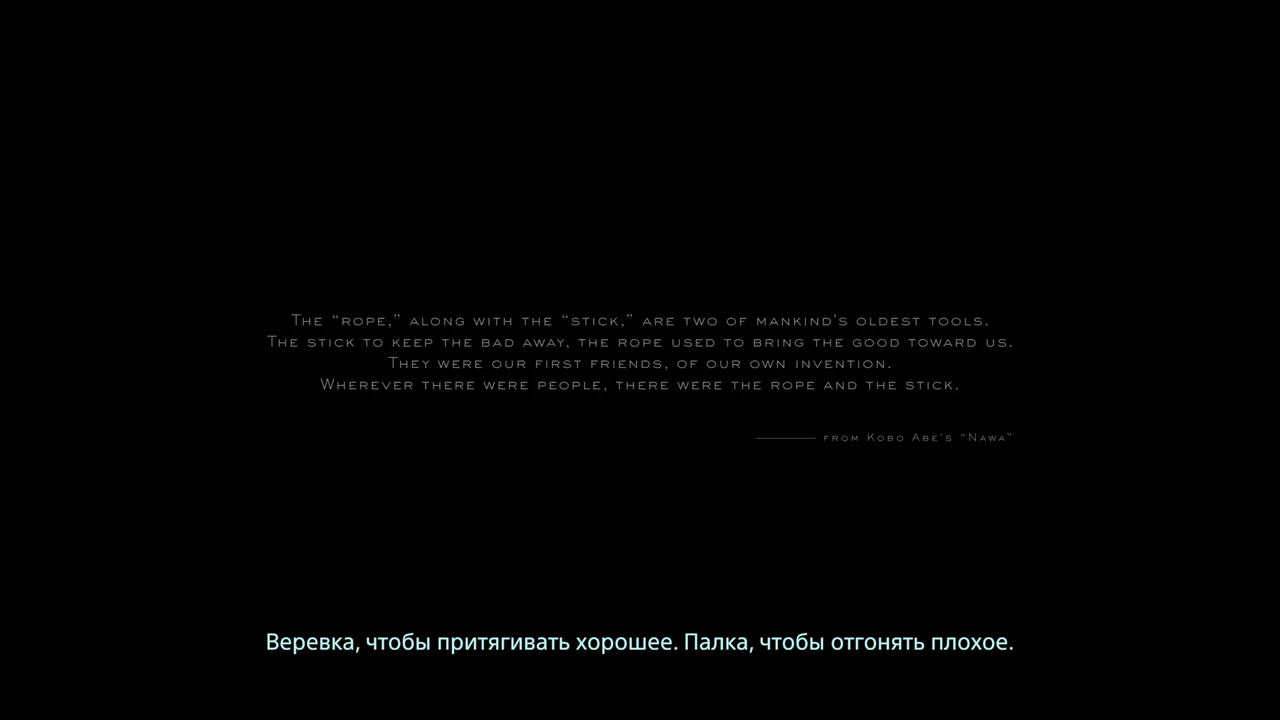 The “rope,” along with the “stick,” are two of mankind's oldest tools.
The stick to keep the bad away, the rope used to bring the good toward us.
They were our first friends, of our own invention.
Wherever there were people, there were the rope and the stick.
from Kobo Abe's “Nawa”
Веревка, чтобы притягивать хорошее. Палка, чтобы отгонять плохое.